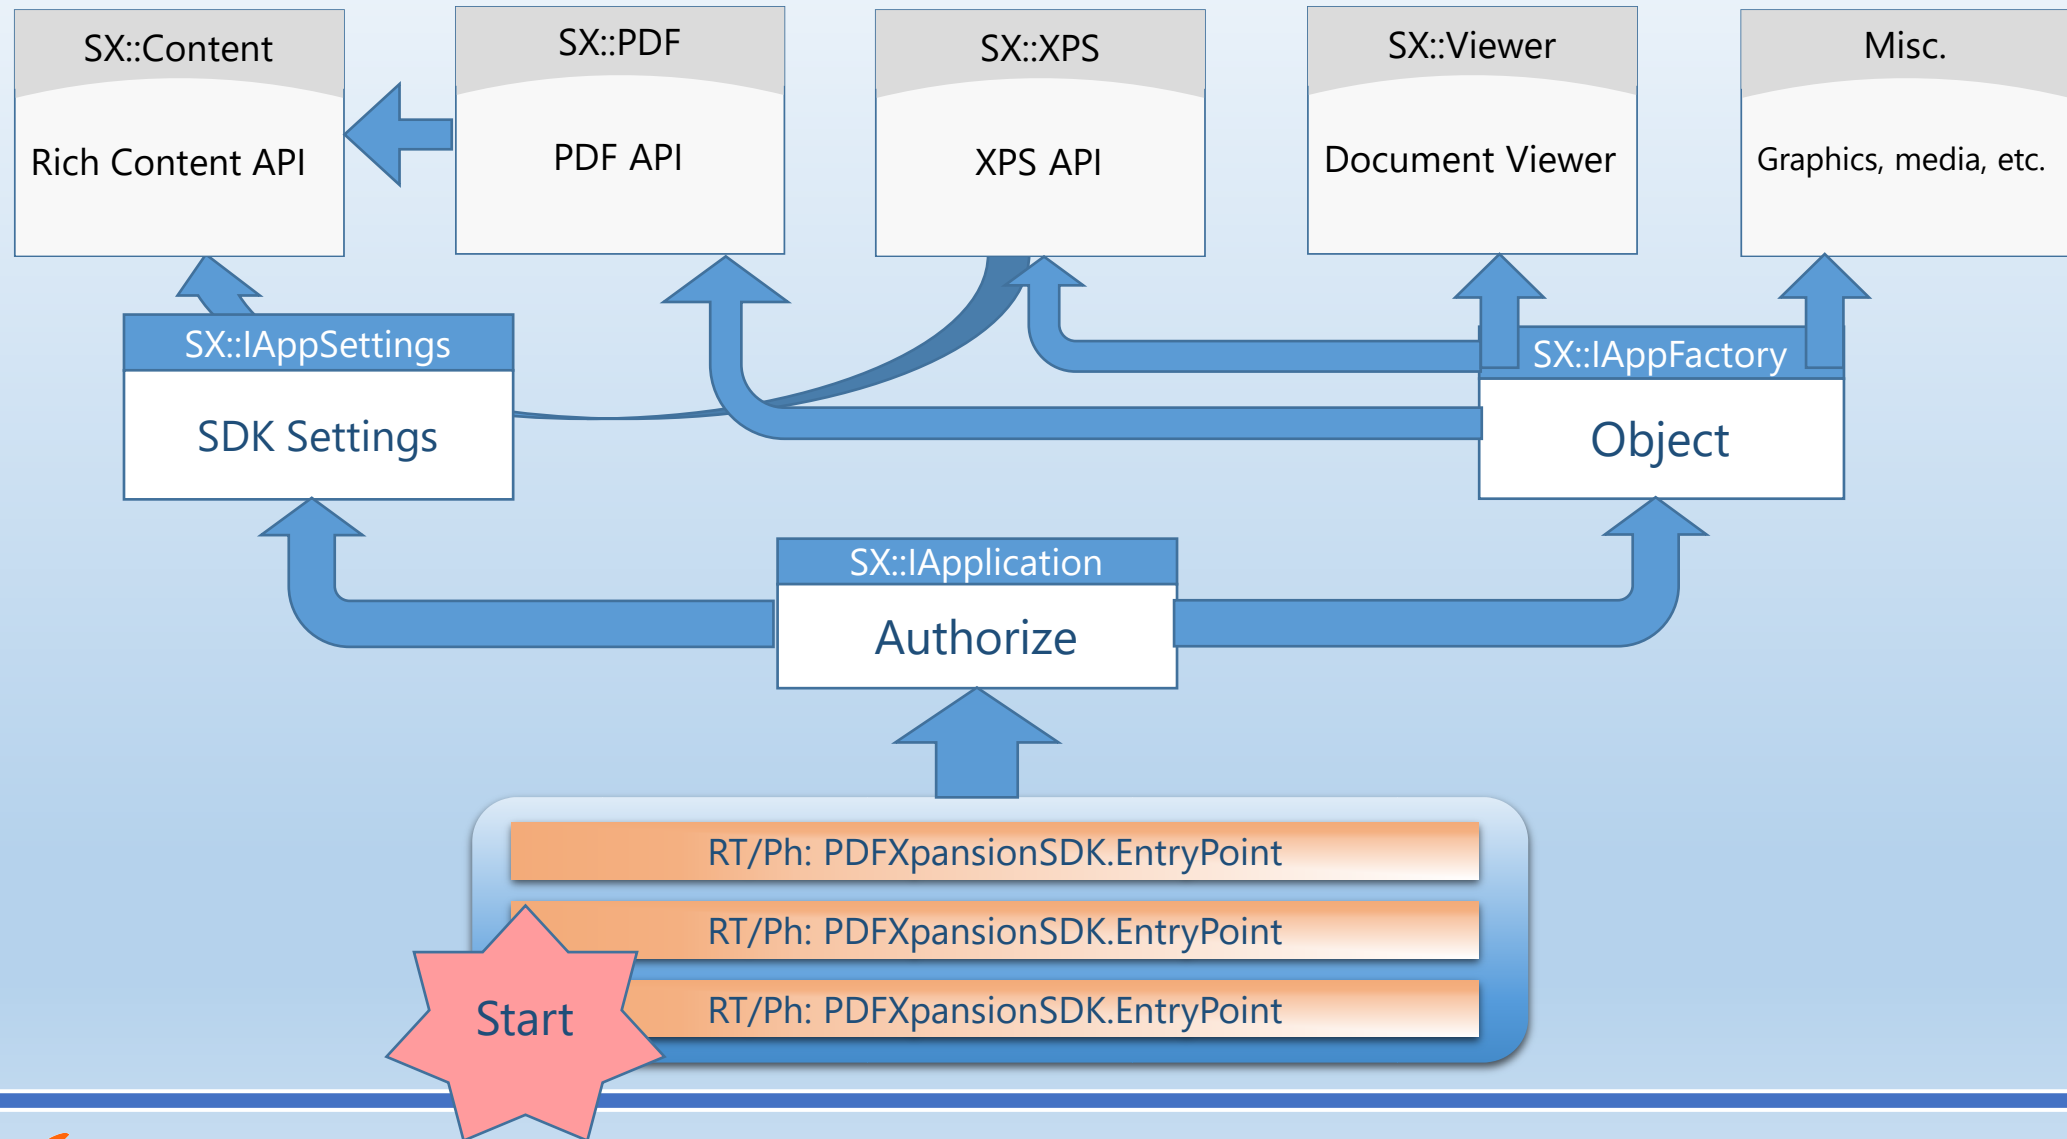 SX::Content
Rich Content API
SX::PDF
PDF API
SX::XPS
XPS API
SX::Viewer
Document Viewer
Misc.
Graphics, media, etc.
SX::IAppSettings
SDK Settings
SX::IAppFactory
Object
SX::IApplication
Authorize
RT/Ph: PDFXpansionSDK.EntryPoint
RT/Ph: PDFXpansionSDK.EntryPoint
RT/Ph: PDFXpansionSDK.EntryPoint
Start